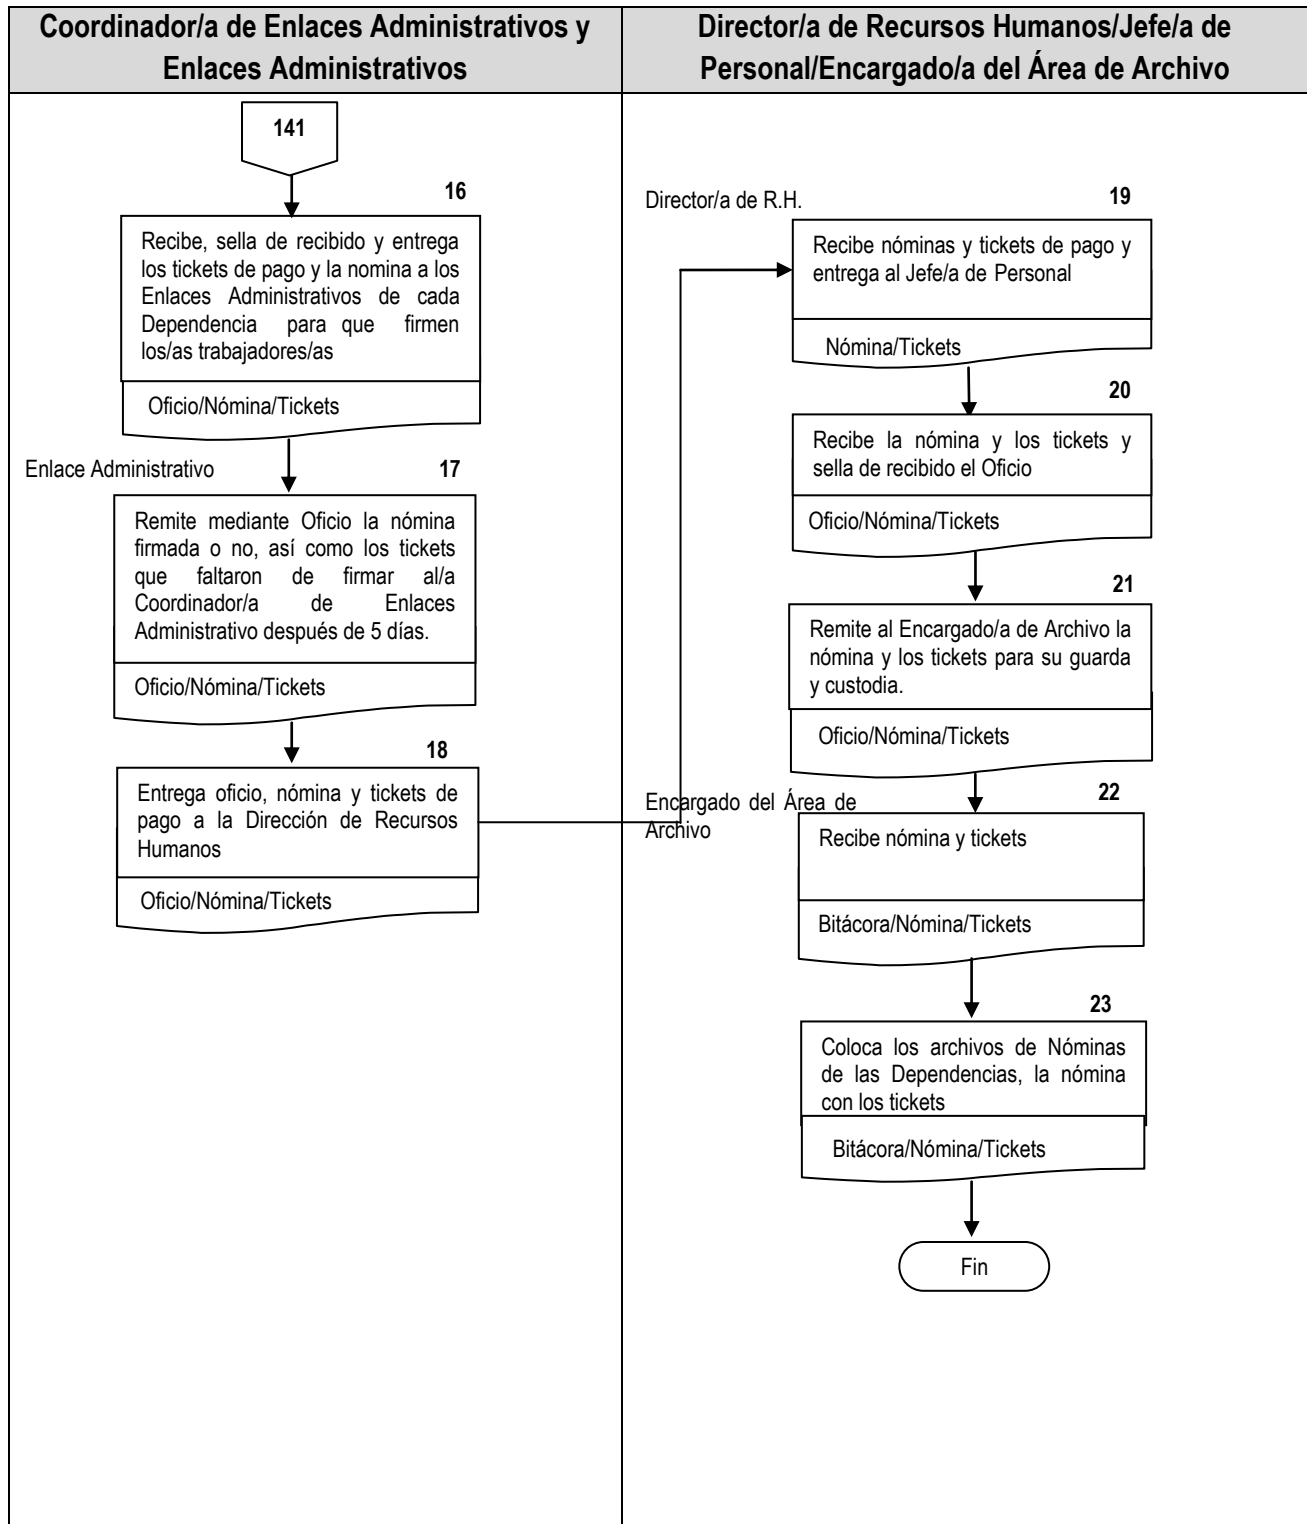 Coordinador/a de Enlaces Administrativos y
Enlaces Administrativos
Director/a de Recursos Humanos/Jefe/a de
Personal/Encargado/a del Área de Archivo
141
16
Recibe, sella de recibido y entrega
los tickets de pago y la nomina a los
Enlaces Administrativos de cada
Dependencia para que firmen
los/as trabajadores/as
Oficio/Nómina/Tickets
Enlace Administrativo
17
Remite mediante Oficio la nómina
firmada o no, así como los tickets
que faltaron de firmar al/a
Coordinador/a de Enlaces
Administrativo después de 5 días.
Oficio/Nómina/Tickets
18
Entrega oficio, nómina y tickets de
pago a la Dirección de Recursos
Humanos
Oficio/Nómina/Tickets
Director/a de R.H.
19
Recibe nóminas y tickets de pago y
entrega al Jefe/a de Personal
Nómina/Tickets
20
Recibe la nómina y los tickets y
sella de recibido el Oficio
Oficio/Nómina/Tickets
21
Remite al Encargado/a de Archivo la
nómina y los tickets para su guarda
y custodia.
Oficio/Nómina/Tickets
Encargado del Área de
Archivo
22
Recibe nómina y tickets
Bitácora/Nómina/Tickets
23
Coloca los archivos de Nóminas
de las Dependencias, la nómina
con los tickets
Bitácora/Nómina/Tickets
Fin